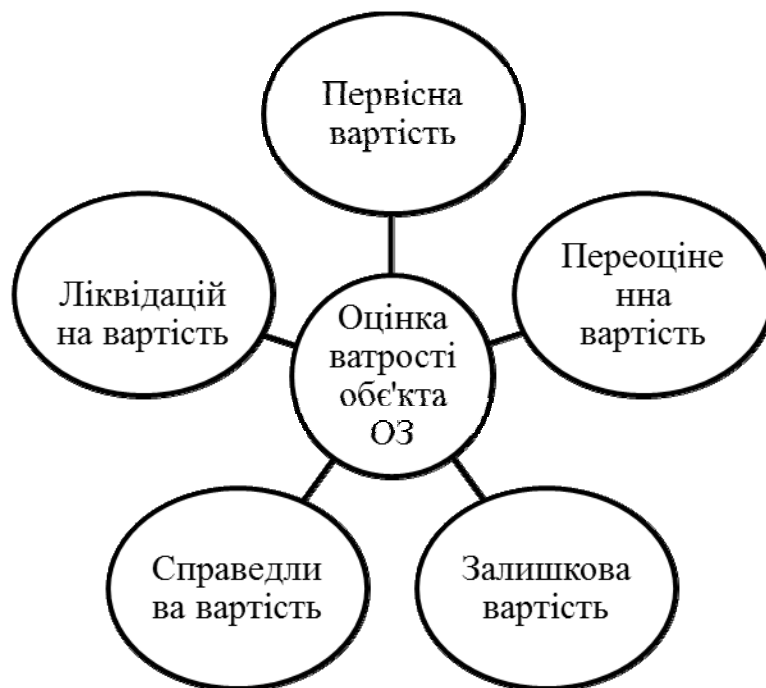 Первісна
вартість
Переоціне
нна
вартість
Ліквідацій
на вартість
Оцінка
ватрості
обє'кта
ОЗ
Справедли
ва вартість
Залишкова
вартість